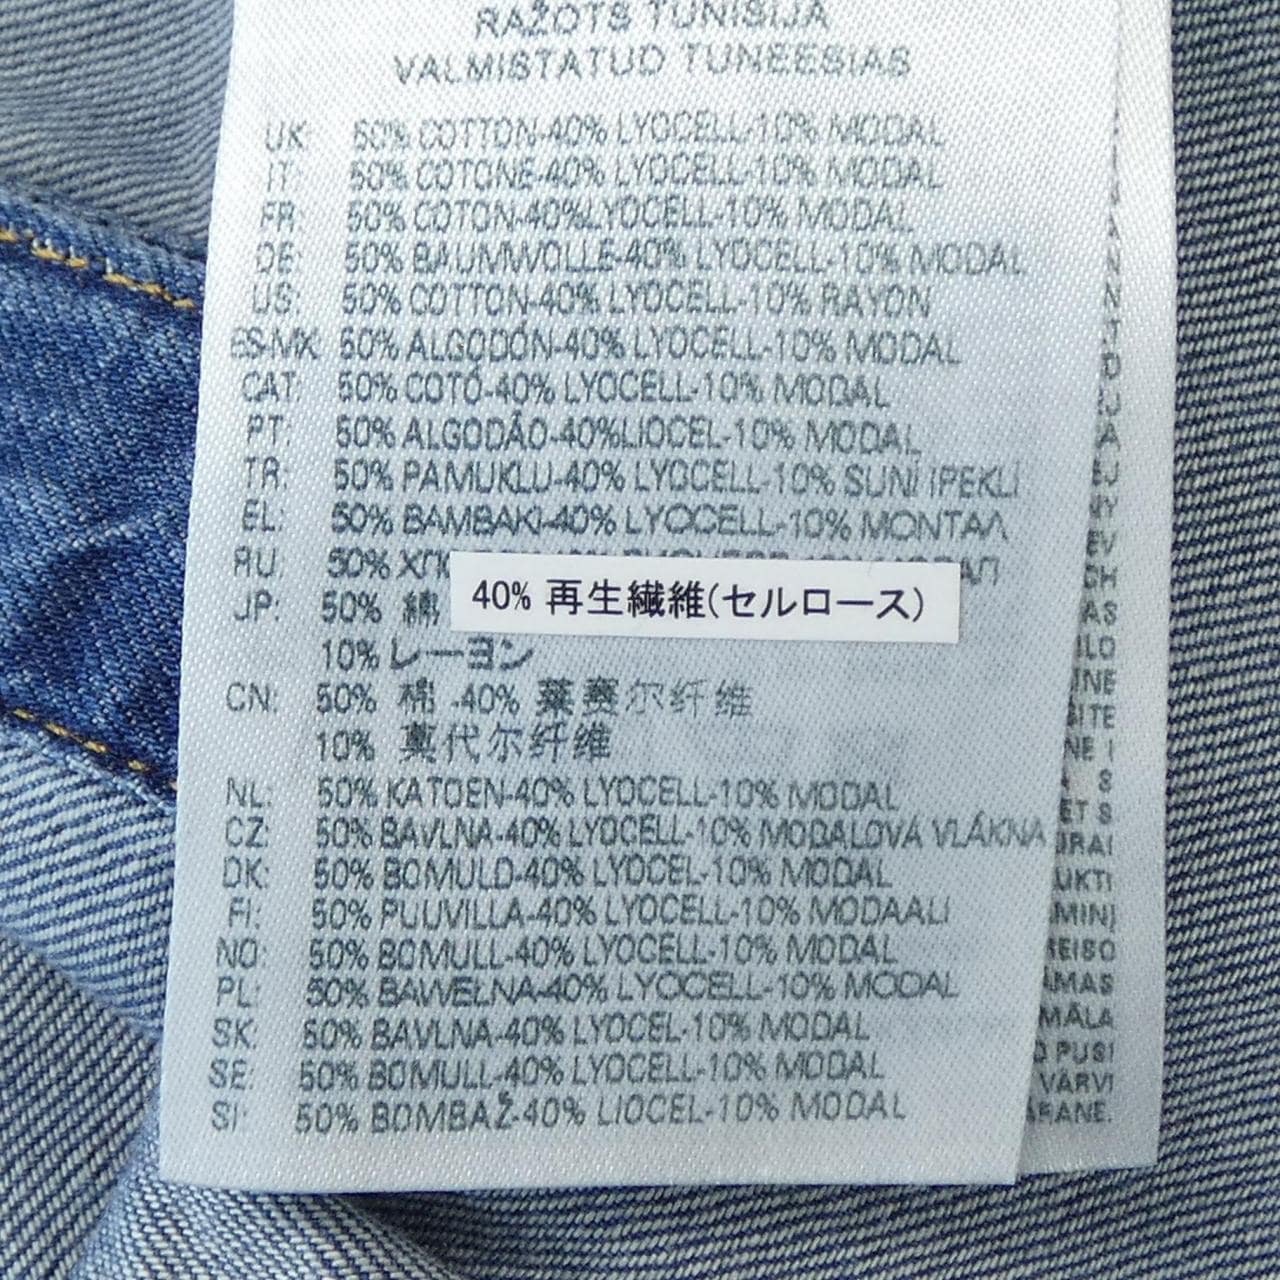 RAŽOTS TUNISIJĀ
VALMISTATUD TUNEESIAS
UK: 50% COTTON-40% LYOCELL-10% MODAL
IT: 50% COTONE-40% LYOCELL-10% MODAL
FR: 50% COTON-40%LYOCELL-10% MODAL
DE: 50% BAUMWOLLE-40% LYOCELL-10% MODAL
US: 50% COTTON-40% LYOCELL-10% RAYON
ES-MX: 50% ALGODÓN-40% LYOCELL-10% MODAL
CAT: 50% COTÓ-40% LYOCELL-10% MODAL
PT: 50% ALGODÃO-40%LIOCEL-10% MODAL
TR: 50% PAMUKLU-40% LYOCELL-10% SUNİ İPEKLİ
EL: 50% BAMBAKI-40% LYOCELL-10% MONTAΛ
RU: 50%
JP: 50% 綿 40% 再生繊維(セルロース)
10% レーヨン
CN: 50% 棉 -40% 莱赛尔纤维
10% 莫代尔纤维
NL: 50% KATOEN-40% LYOCELL-10% MODAL
CZ: 50% BAVLNA-40% LYOCELL-10% MODALOVÁ VLÁKNA
DK: 50% BOMULD-40% LYOCEL-10% MODAL
FI: 50% PUUVILLA-40% LYOCELL-10% MODAALI
NO: 50% BOMULL-40% LYOCELL-10% MODAL
PL: 50% BAWEŁNA-40% LYOCELL-10% MODAL
SK: 50% BAVLNA-40% LYOCEL-10% MODAL
SE: 50% BOMULL-40% LYOCELL-10% MODAL
SI: 50% BOMBAŽ-40% LIOCEL-10% MODAL